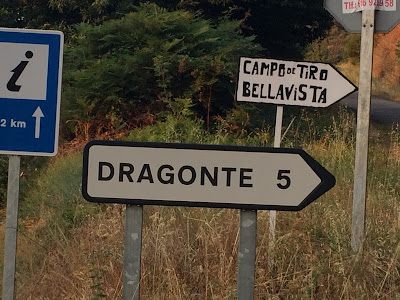 i
2 km
CAMPO DE TIRO
BELLAVISTA
DRAGONTE 5